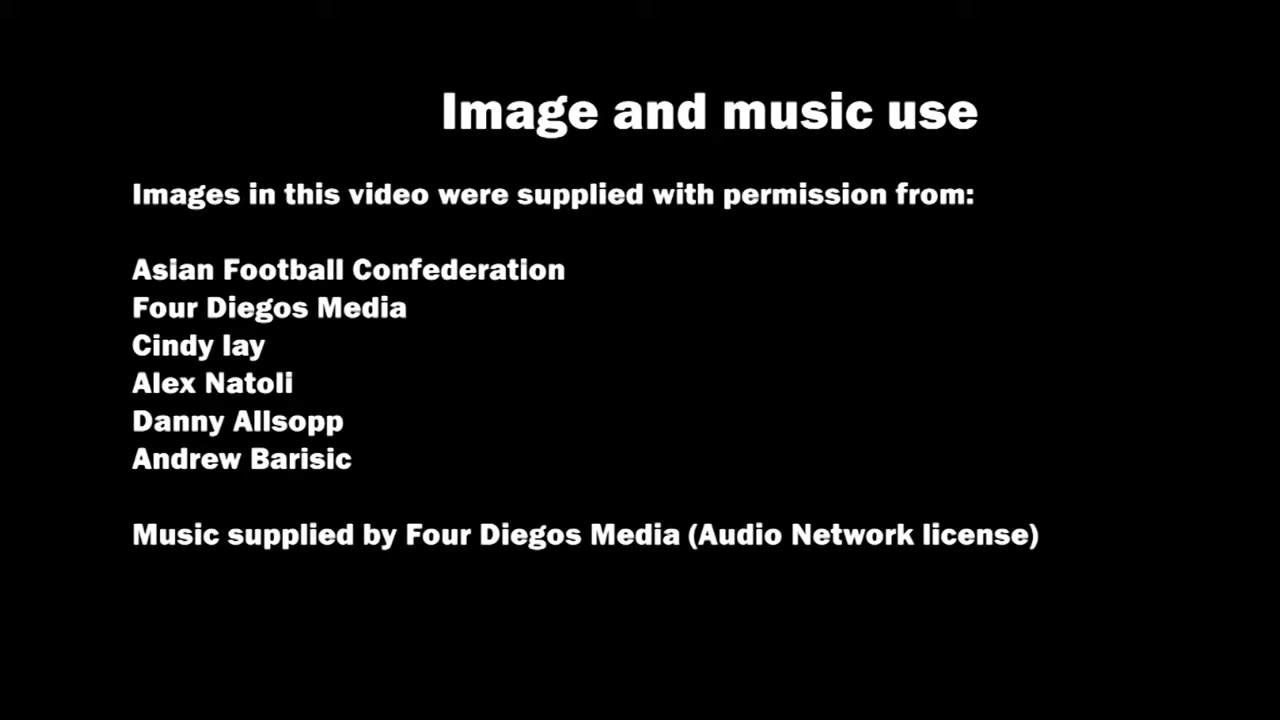 Image and music use
Images in this video were supplied with permission from:
Asian Football Confederation
Four Diegos Media
Cindy lay
Alex Natoli
Danny Allsopp
Andrew Barisic
Music supplied by Four Diegos Media (Audio Network license)